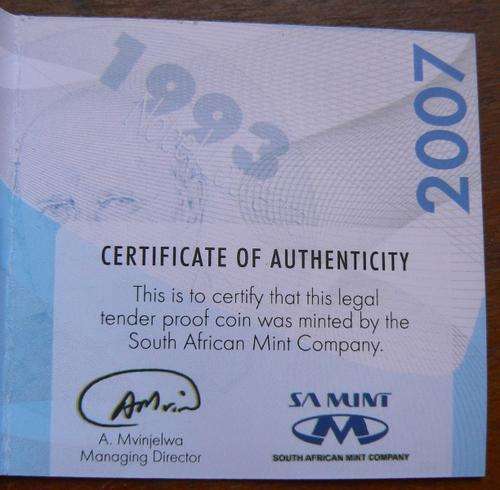 1993
2007
CERTIFICATE OF AUTHENTICITY
This is to certify that this legal
tender proof coin was minted by the
South African Mint Company.
A. Mvinjelwa
Managing Director
SA MINT
SOUTH AFRICAN MINT COMPANY